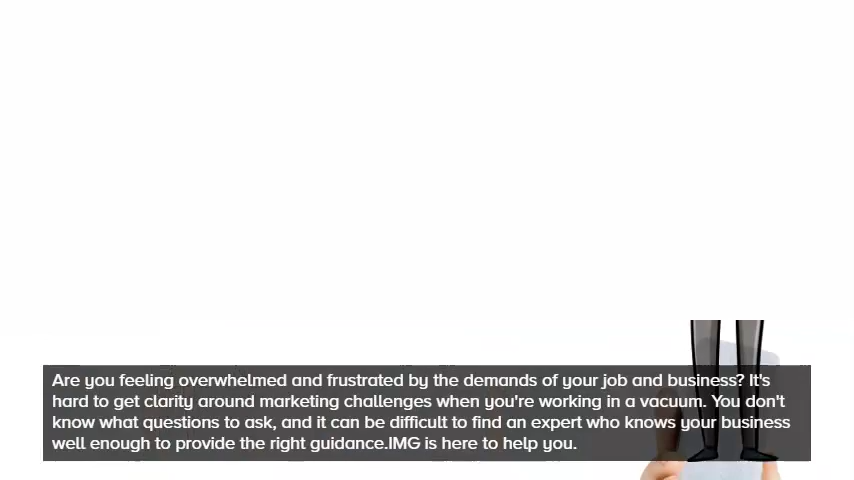 Are you feeling overwhelmed and frustrated by the demands of your job and business? It's
hard to get clarity around marketing challenges when you're working in a vacuum. You don't
know what questions to ask, and it can be difficult to find an expert who knows your business
well enough to provide the right guidance.IMG is here to help you.